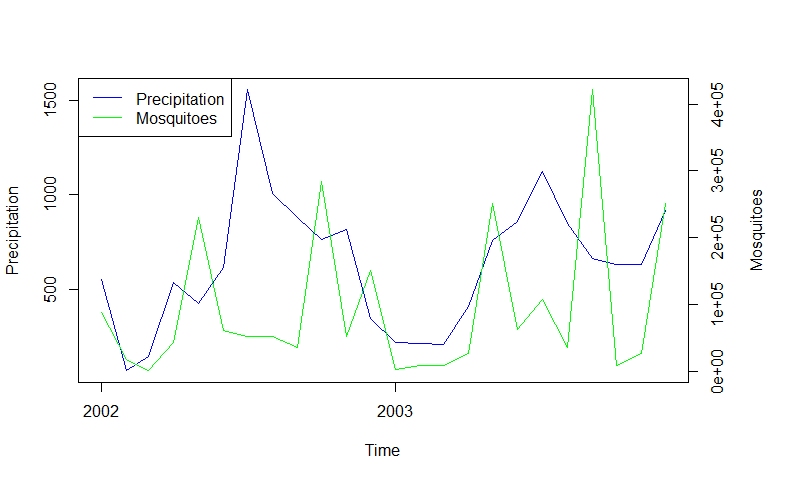 Precipitation
Mosquitoes
Precipitation
500
1000
1500
Mosquitoes
0e+00
1e+05
2e+05
3e+05
4e+05
2002
2003
Time